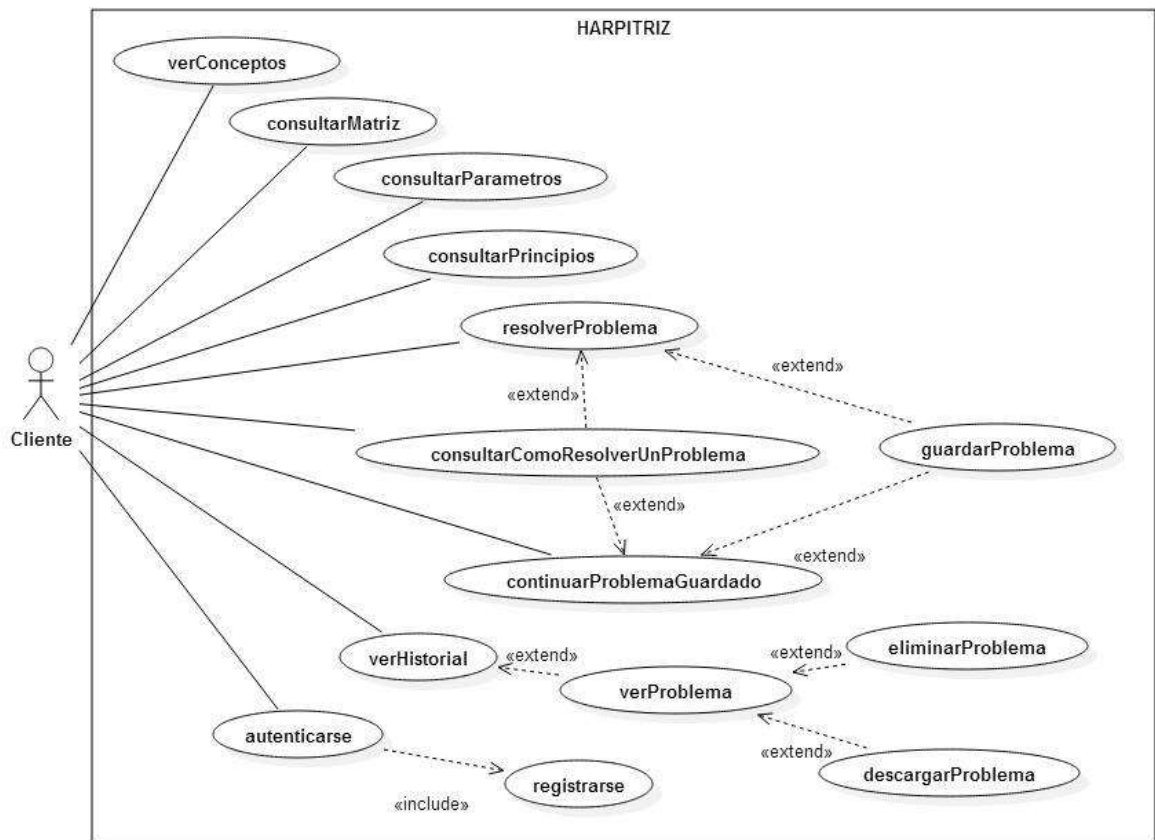 HARPITRIZ
verConceptos
consultarMatriz
consultarParametros
consultarPrincipios
resolverProblema
«extend»
«extend»
Cliente
consultarComoResolverUnProblema
guardarProblema
«extend»
«extend»
continuarProblemaGuardado
verHistorial
«extend»
«extend»
eliminarProblema
verProblema
autenticarse
«extend»
registrarse
descargarProblema
«include»